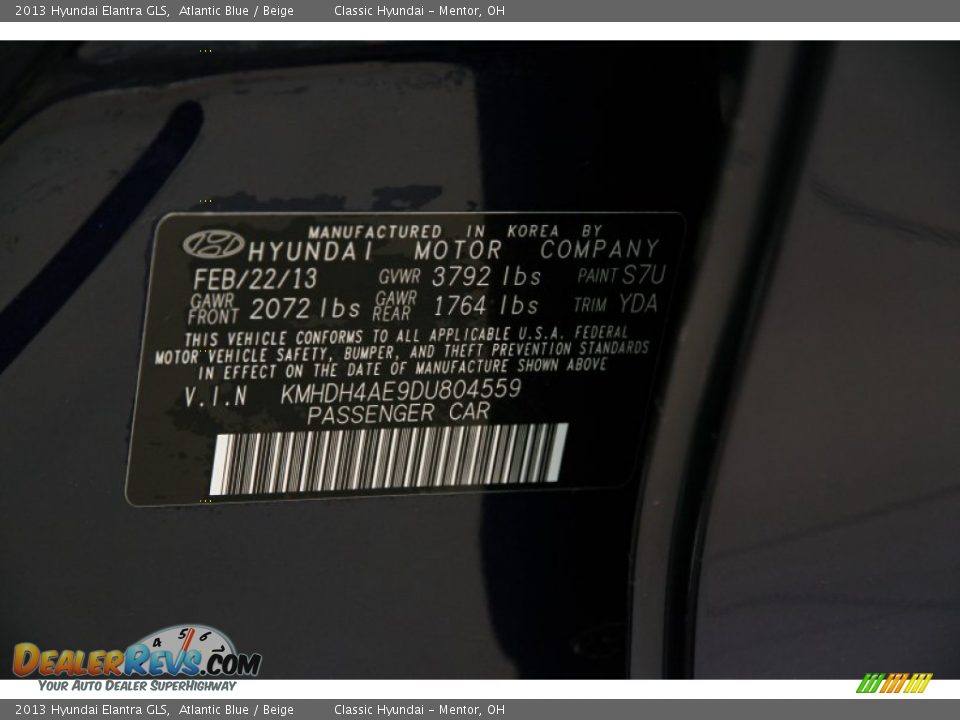 2013 Hyundai Elantra GLS, Atlantic Blue / Beige Classic Hyundai - Mentor, OH
MANUFACTURED IN KOREA BY
HYUNDAI MOTOR COMPANY
FEB/22/13 GVWR 3792 lbs PAINT S7U
GAWR FRONT 2072 lbs GAWR REAR 1764 lbs TRIM YDA
THIS VEHICLE CONFORMS TO ALL APPLICABLE U.S.A. FEDERAL
MOTOR VEHICLE SAFETY, BUMPER, AND THEFT PREVENTION STANDARDS
IN EFFECT ON THE DATE OF MANUFACTURE SHOWN ABOVE
V.I.N KMHDH4AE9DU804559
PASSENGER CAR
4 5 6 7
DEALERREVS.COM
YOUR AUTO DEALER SUPERHIGHWAY
2013 Hyundai Elantra GLS, Atlantic Blue / Beige Classic Hyundai - Mentor, OH